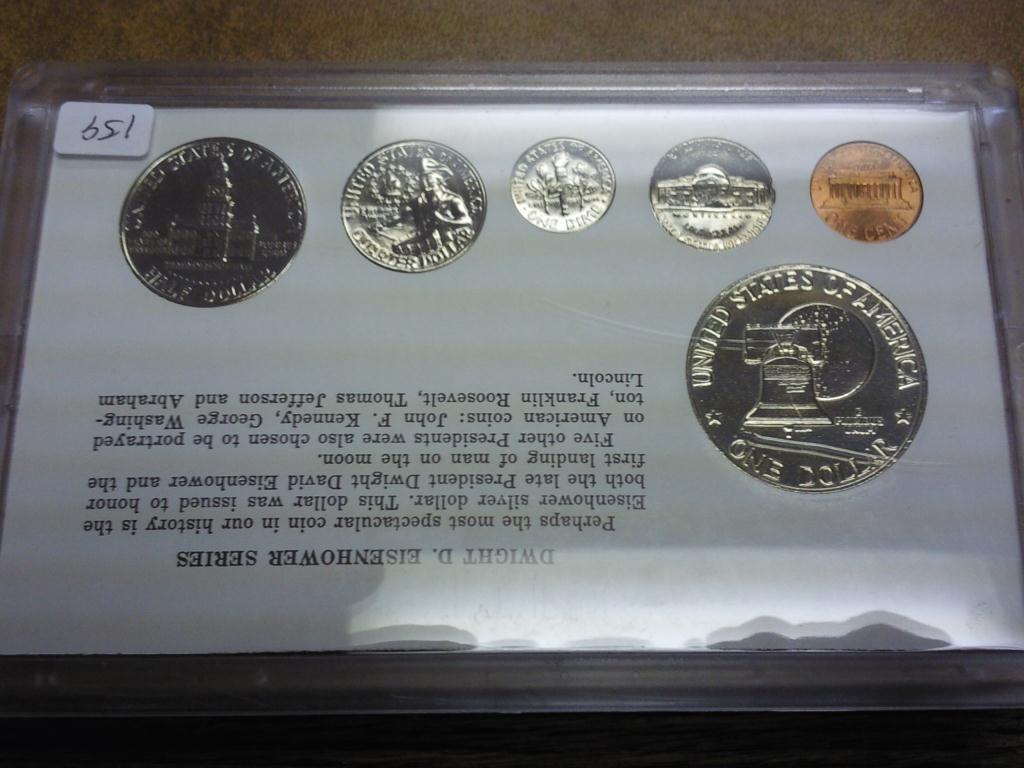 159
UNITED STATES OF AMERICA
HALF DOLLAR
UNITED STATES OF AMERICA
QUARTER DOLLAR
UNITED STATES OF AMERICA
ONE DIME
MONTICELLO
ONE CENT
UNITED STATES OF AMERICA
ONE DOLLAR
DWIGHT D. EISENHOWER SERIES
Perhaps the most spectacular coin in our history is the
Eisenhower silver dollar. This dollar was issued to honor
both the late President Dwight David Eisenhower and the
first landing of man on the moon.
Five other Presidents were also chosen to be portrayed
on American coins: John F. Kennedy, George Washing-
ton, Franklin Roosevelt, Thomas Jefferson and Abraham
Lincoln.